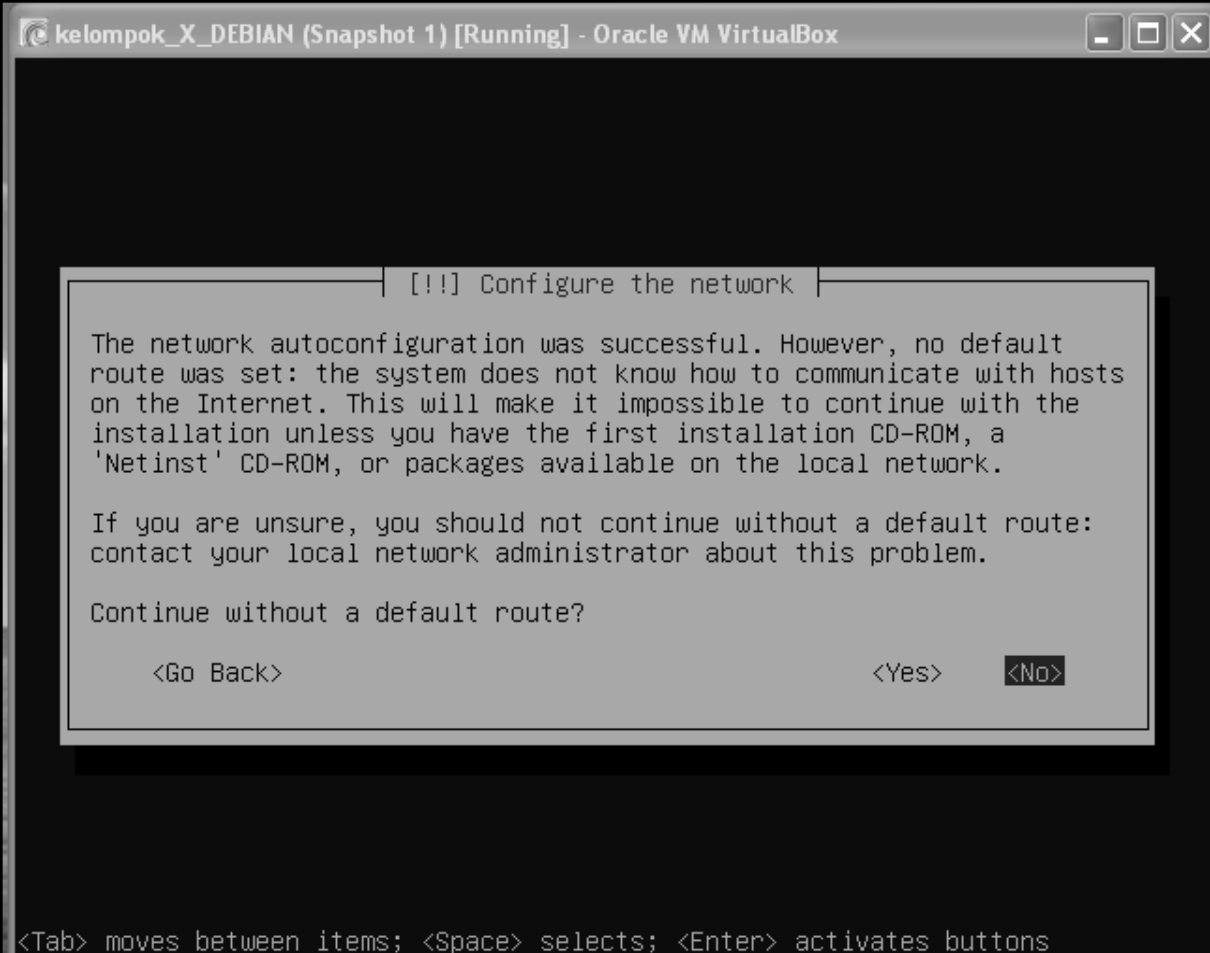 kelompok_X_DEBIAN (Snapshot 1) [Running] - Oracle VM VirtualBox
[!!] Configure the network
The network autoconfiguration was successful. However, no default
route was set: the system does not know how to communicate with hosts
on the Internet. This will make it impossible to continue with the
installation unless you have the first installation CD-ROM, a
'Netinst' CD-ROM, or packages available on the local network.
If you are unsure, you should not continue without a default route:
contact your local network administrator about this problem.
Continue without a default route?
<Go Back> <Yes> <No>
<Tab> moves between items; <Space> selects; <Enter> activates buttons